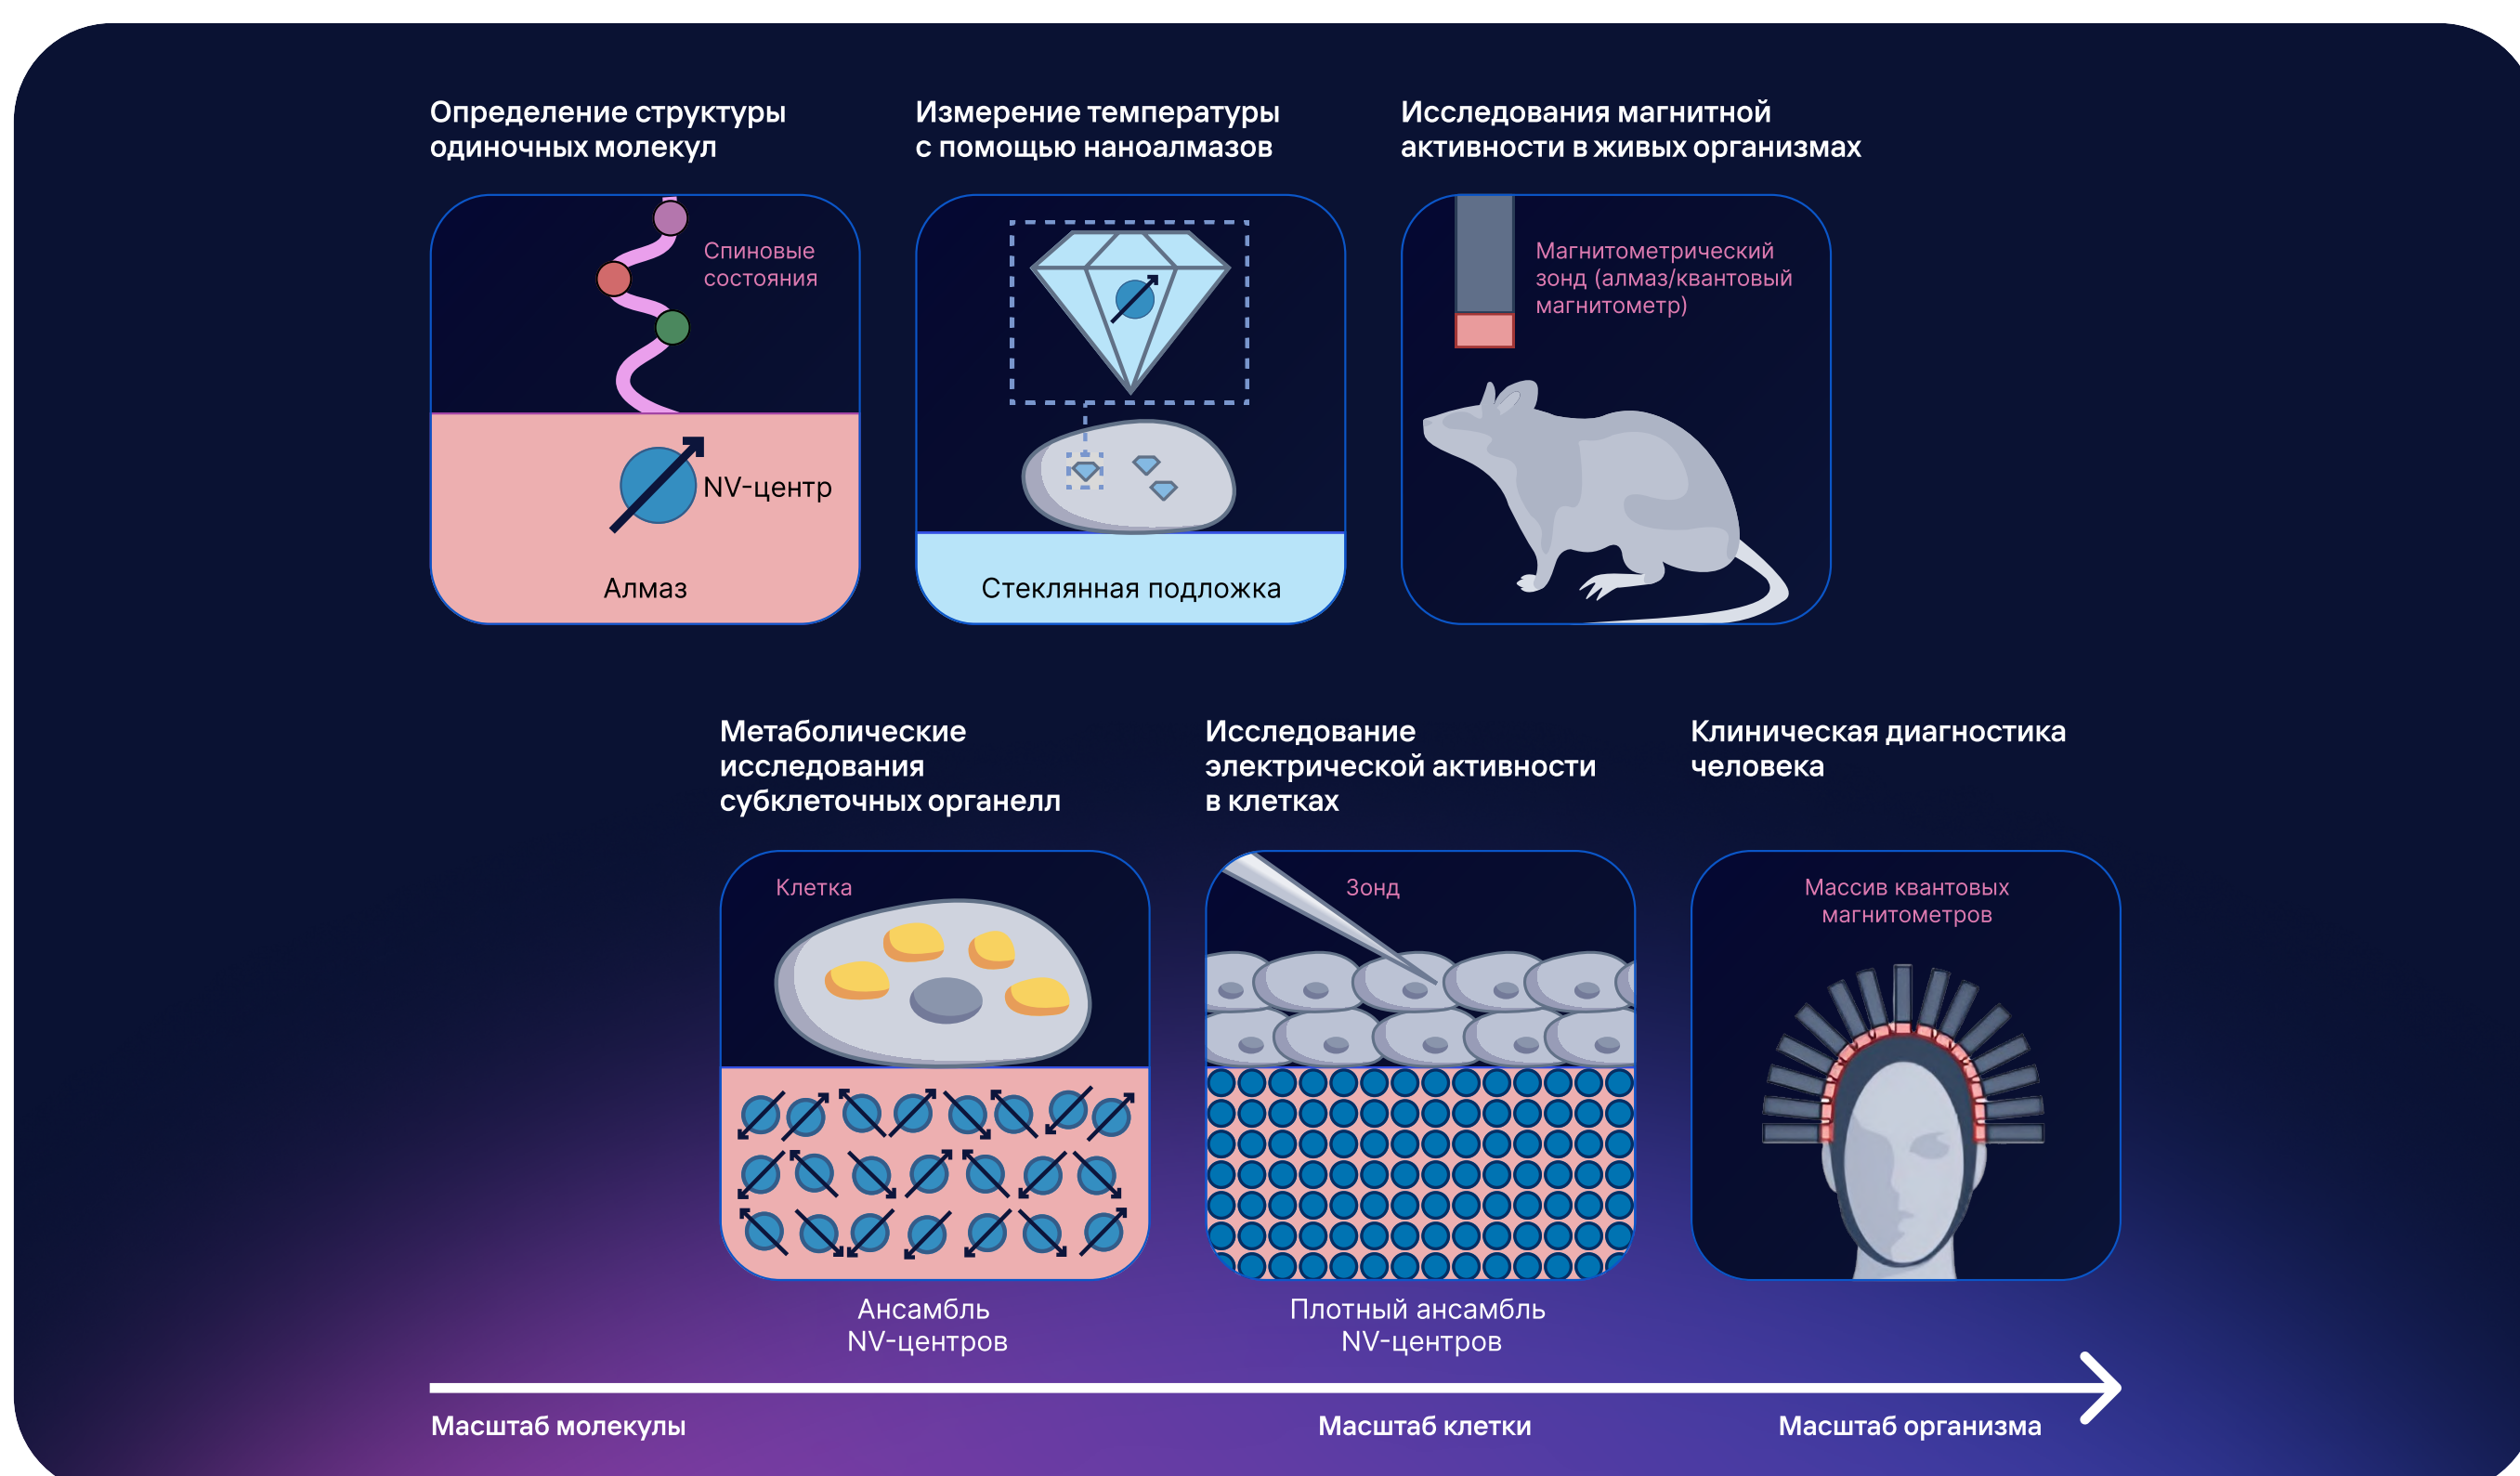 Определение структуры
одиночных молекул
Спиновые
состояния
NV-центр
Алмаз
Измерение температуры
с помощью наноалмазов
Стеклянная подложка
Исследования магнитной
активности в живых организмах
Магнитометрический
зонд (алмаз/квантовый
магнитометр)
Метаболические
исследования
субклеточных органелл
Клетка
Ансамбль
NV-центров
Исследование
электрической активности
в клетках
Зонд
Плотный ансамбль
NV-центров
Клиническая диагностика
человека
Массив квантовых
магнитометров
Масштаб молекулы
Масштаб клетки
Масштаб организма